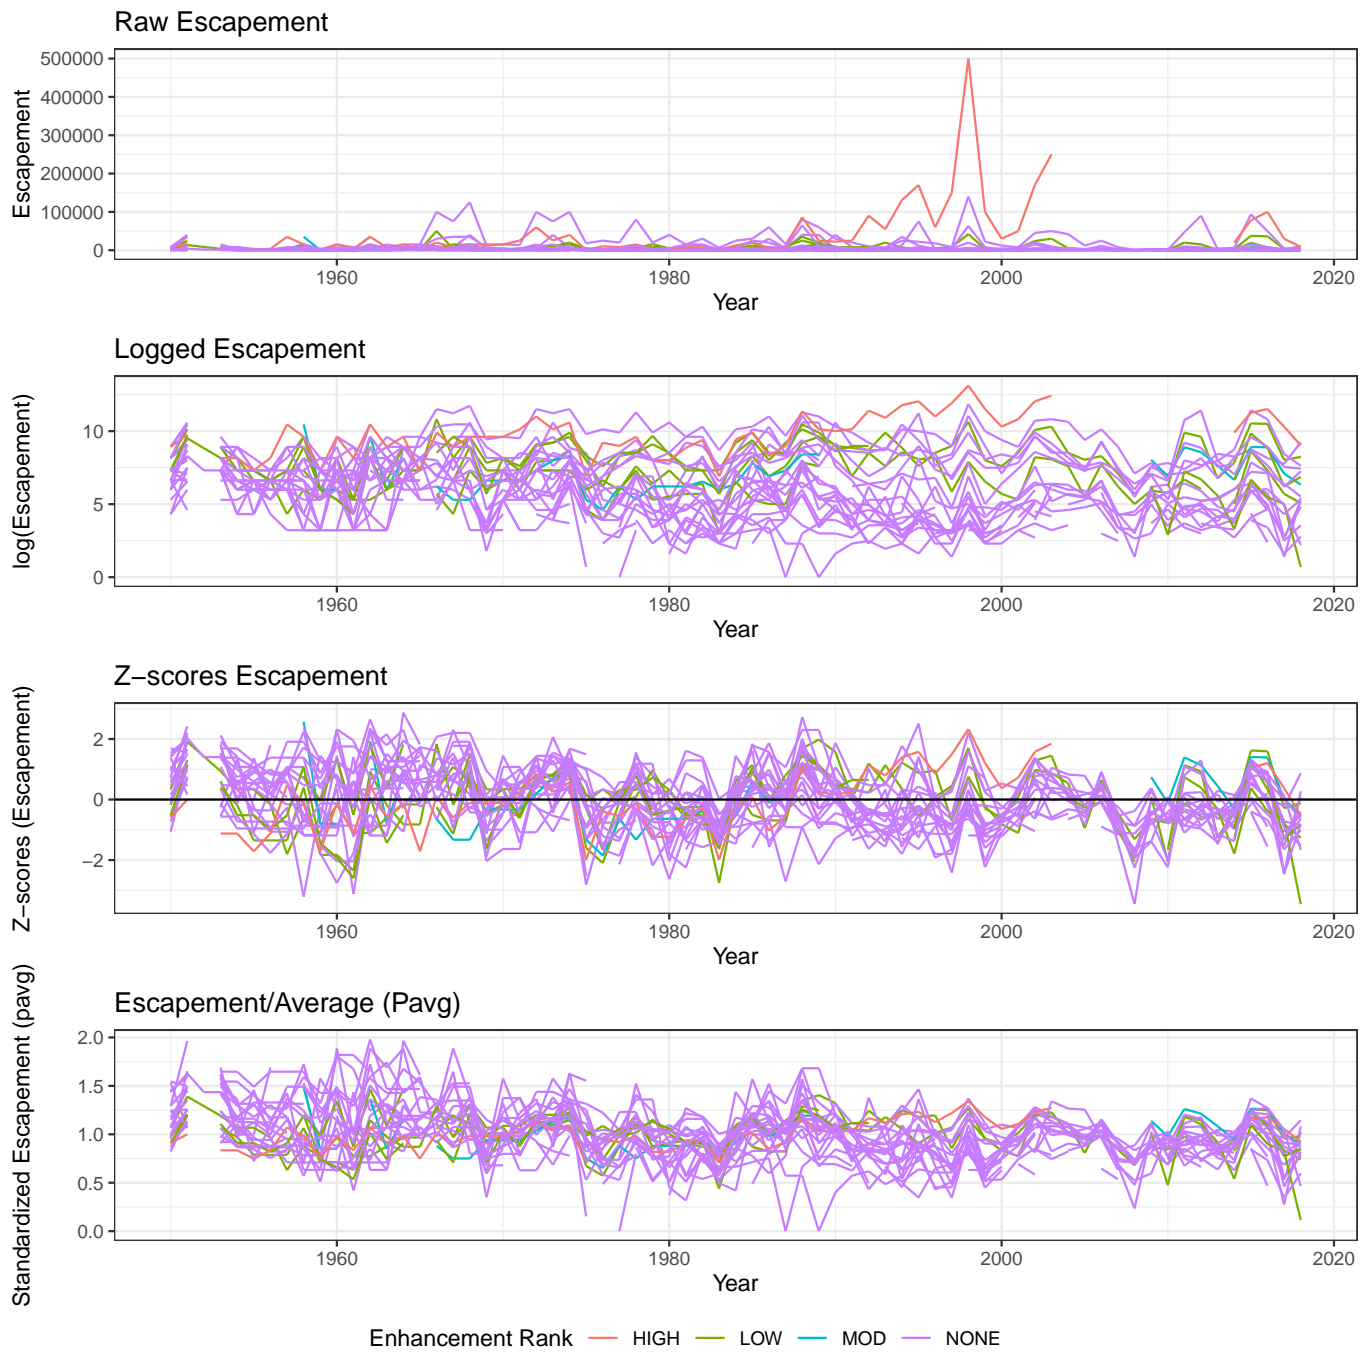 Raw Escapement
Escapement
500000
400000
300000
200000
100000
0
1960
1980
2000
2020
Year
Logged Escapement
log(Escapement)
10
5
0
1960
1980
2000
2020
Year
Z−scores Escapement
Z−scores (Escapement)
2
0
−2
1960
1980
2000
2020
Year
Escapement/Average (Pavg)
Standardized Escapement (pavg)
2.0
1.5
1.0
0.5
0.0
1960
1980
2000
2020
Year
Enhancement Rank HIGH LOW MOD NONE